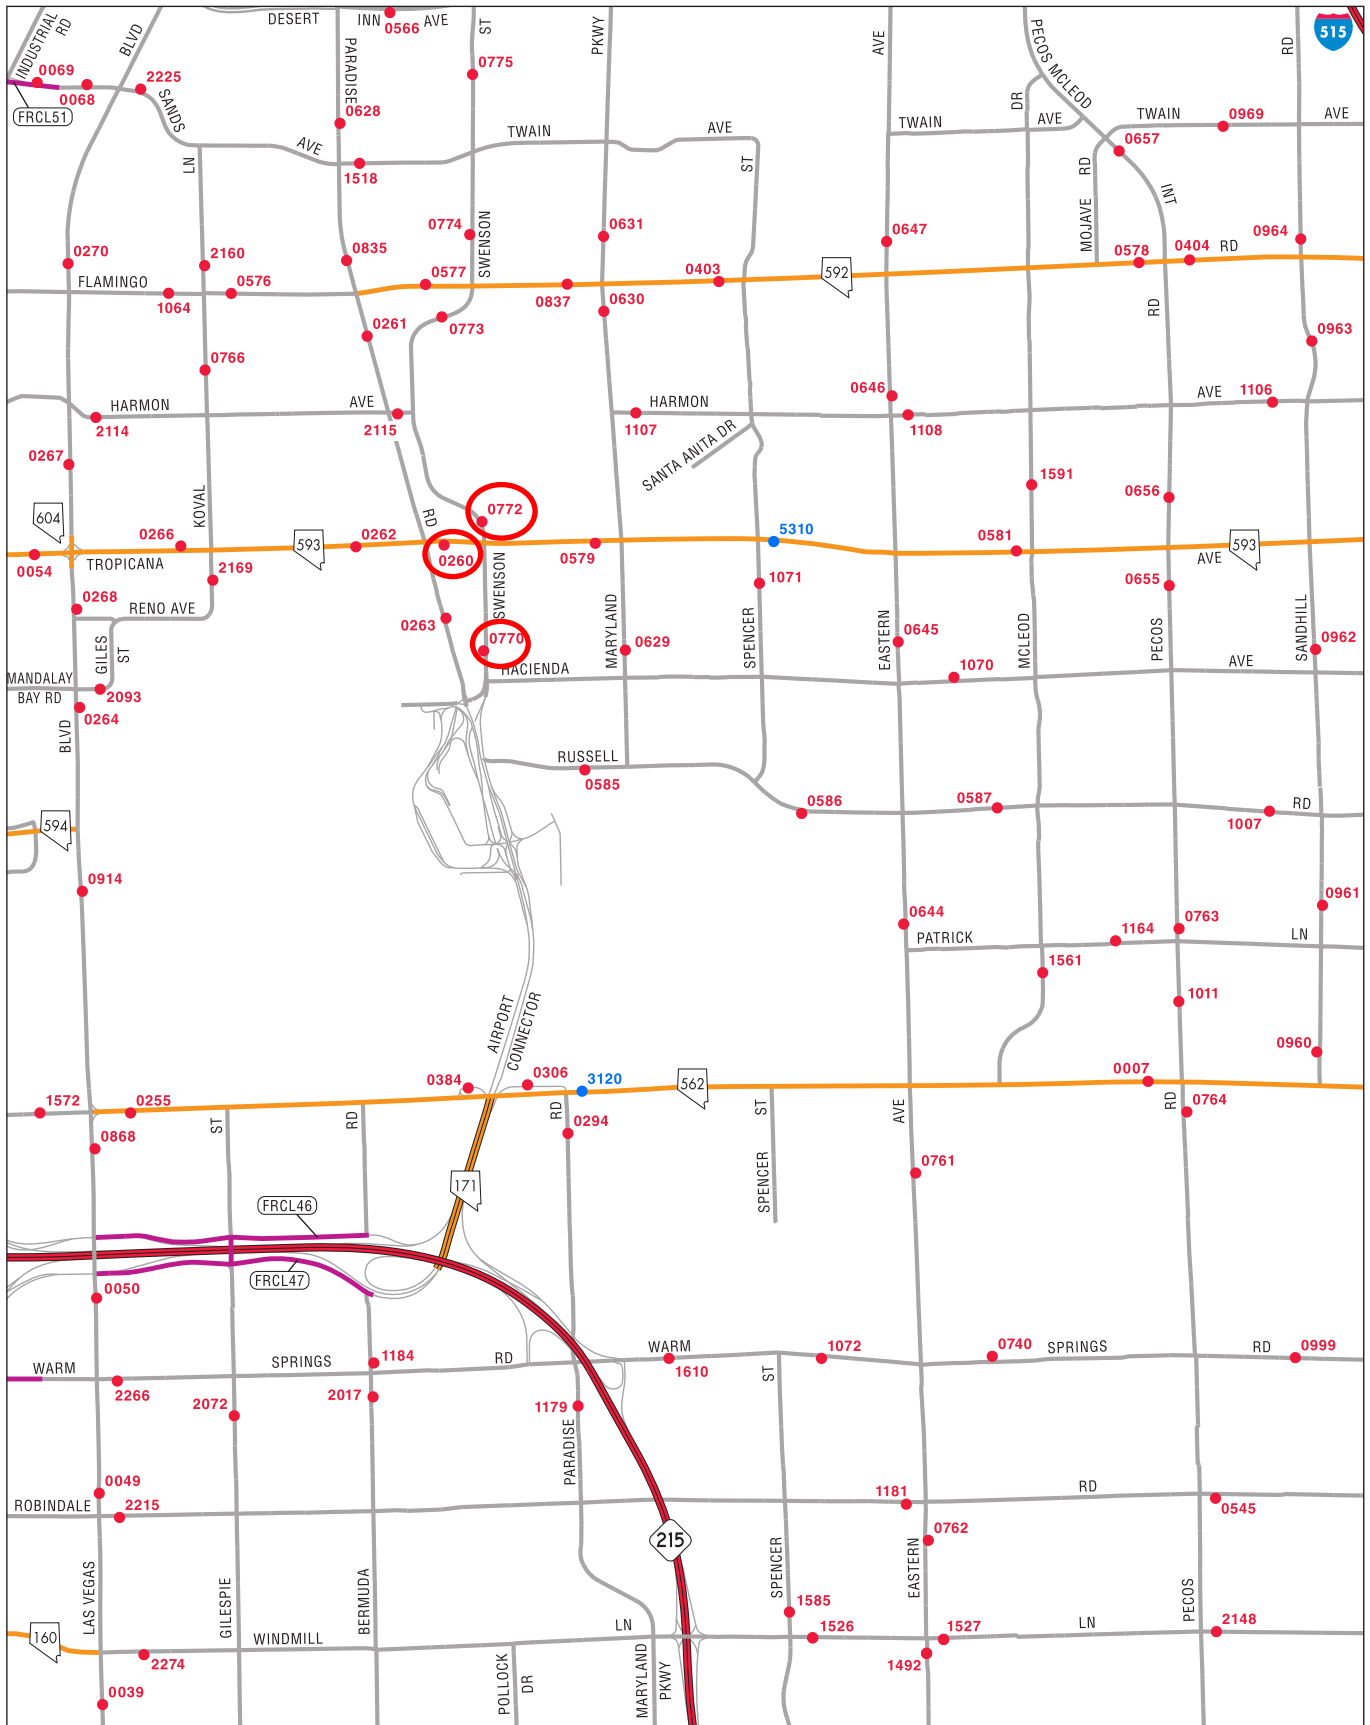 INDUSTRIAL
RD
BLVD
DESERT
INN
AVE
0566
ST
PKWY
AVE
PECOS MCLEOD
RD
515
0069
0068
2225
FRCL51
SANDS
PARADISE
0775
0628
AVE
1518
TWAIN
AVE
ST
TWAIN
AVE
DR
TWAIN
0969
AVE
0657
LN
RD
MOJAVE
INT
0270
2160
0835
0774
SWENSON
0631
0647
0578
0404
RD
0964
FLAMINGO
1064
0576
0577
0837
0403
592
0630
0773
0261
RD
0963
0766
0646
AVE
1106
HARMON
2114
AVE
2115
HARMON
1107
1108
SANTA ANITA DR
0267
KOVAL
1591
0656
604
0772
RD
0266
593
0262
0260
0579
5310
0581
593
AVE
0054
TROPICANA
2169
SWENSON
1071
0655
0268
RENO AVE
0263
GILES
ST
0770
MARYLAND
0629
SPENCER
EASTERN
0645
MCLEOD
PECOS
SANDHILL
0962
MANDALAY
BAY RD
2093
HACIENDA
1070
AVE
0264
BLVD
RUSSELL
0585
0586
0587
RD
1007
594
0914
0961
0644
PATRICK
1164
0763
LN
1561
1011
AIRPORT
CONNECTOR
0960
0384
0306
3120
562
0007
1572
0255
ST
RD
RD
0294
ST
AVE
RD
0764
0868
171
SPENCER
0761
FRCL46
FRCL47
0050
WARM
SPRINGS
1184
RD
WARM
1610
ST
1072
0740
SPRINGS
RD
0999
2266
2072
2017
1179
PARADISE
0049
2215
ROBINDALE
1181
RD
0545
0762
215
LAS VEGAS
GILLESPIE
BERMUDA
SPENCER
EASTERN
PECOS
1585
160
WINDMILL
LN
1526
1527
LN
2148
2274
1492
POLLOCK
DR
MARYLAND
PKWY
0039